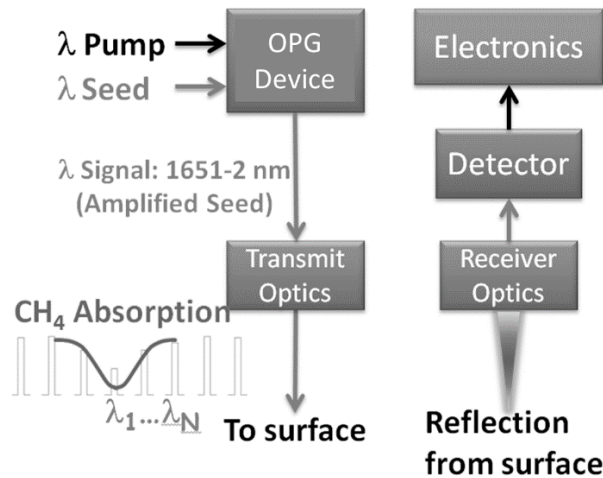 λ Pump
λ Seed
OPG
Device
λ Signal: 1651-2 nm
(Amplified Seed)
Transmit
Optics
CH₄ Absorption
λ₁...λ_N
To surface
Electronics
Detector
Receiver
Optics
Reflection
from surface